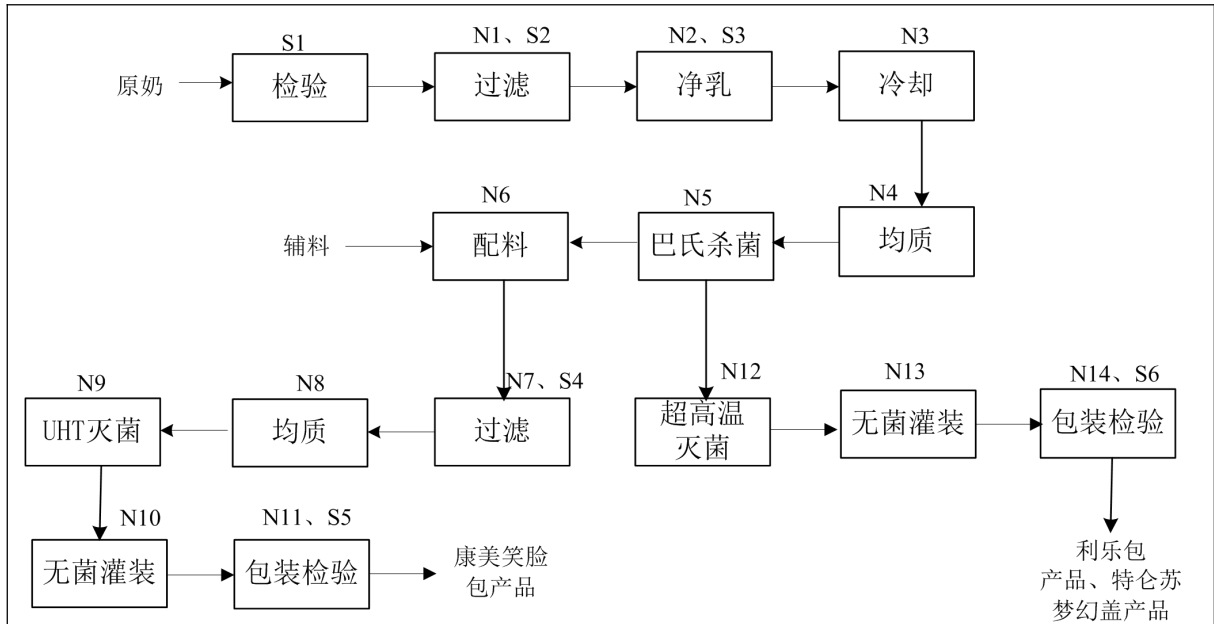 S1
N1、S2
N2、S3
N3
原奶
检验
过滤
净乳
冷却
N6
N5
N4
辅料
配料
巴氏杀菌
均质
N9
N8
N7、S4
N12
N13
N14、S6
UHT灭菌
均质
过滤
超高温
灭菌
无菌灌装
包装检验
N10
N11、S5
无菌灌装
包装检验
康美笑脸
包产品
利乐包
产品、特仑苏
梦幻盖产品